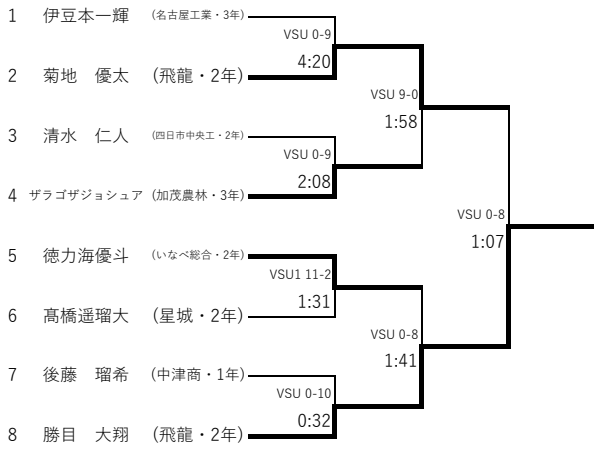 1 伊豆本一輝 (名古屋工業・3年)
VSU 0-9
4:20
2 菊地 優太 (飛龍・2年)
VSU 9-0
1:58
3 清水 仁人 (四日市中央工・2年)
VSU 0-9
2:08
4 ザラゴザジョシュア (加茂農林・3年)
VSU 0-8
1:07
5 徳力海優斗 (いなべ総合・2年)
VSU1 11-2
1:31
6 髙橋遥瑠大 (星城・2年)
VSU 0-8
1:41
7 後藤 瑠希 (中津商・1年)
VSU 0-10
0:32
8 勝目 大翔 (飛龍・2年)